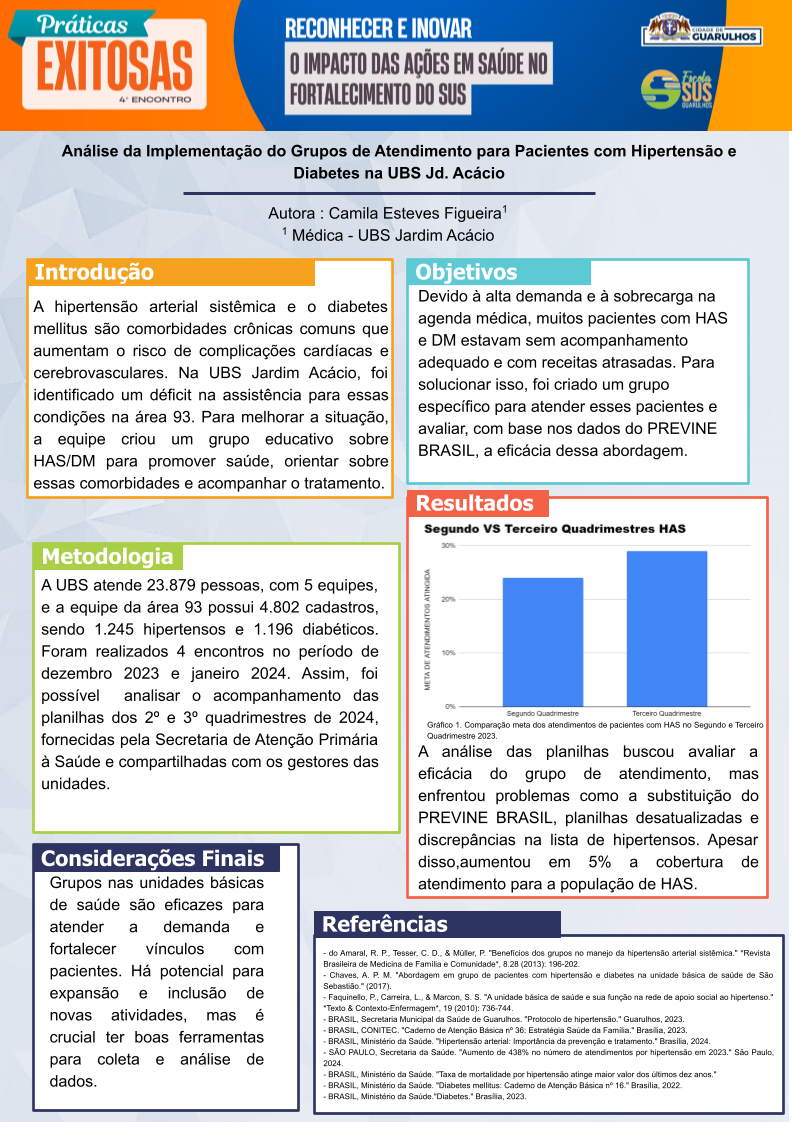 Práticas
EXITOSAS
4º ENCONTRO
RECONHECER E INOVAR
O IMPACTO DAS AÇÕES EM SAÚDE NO
FORTALECIMENTO DO SUS
CIDADE DE
GUARULHOS
Escola
SUS
GUARULHOS
Análise da Implementação do Grupos de Atendimento para Pacientes com Hipertensão e
Diabetes na UBS Jd. Acácio
Autora : Camila Esteves Figueira¹
¹ Médica - UBS Jardim Acácio
Introdução
A hipertensão arterial sistêmica e o diabetes
mellitus são comorbidades crônicas comuns que
aumentam o risco de complicações cardíacas e
cerebrovasculares. Na UBS Jardim Acácio, foi
identificado um déficit na assistência para essas
condições na área 93. Para melhorar a situação,
a equipe criou um grupo educativo sobre
HAS/DM para promover saúde, orientar sobre
essas comorbidades e acompanhar o tratamento.
Objetivos
Devido à alta demanda e à sobrecarga na
agenda médica, muitos pacientes com HAS
e DM estavam sem acompanhamento
adequado e com receitas atrasadas. Para
solucionar isso, foi criado um grupo
específico para atender esses pacientes e
avaliar, com base nos dados do PREVINE
BRASIL, a eficácia dessa abordagem.
Metodologia
A UBS atende 23.879 pessoas, com 5 equipes,
e a equipe da área 93 possui 4.802 cadastros,
sendo 1.245 hipertensos e 1.196 diabéticos.
Foram realizados 4 encontros no período de
dezembro 2023 e janeiro 2024. Assim, foi
possível analisar o acompanhamento das
planilhas dos 2º e 3º quadrimestres de 2024,
fornecidas pela Secretaria de Atenção Primária
à Saúde e compartilhadas com os gestores das
unidades.
Resultados
Segundo VS Terceiro Quadrimestres HAS
META DE ATENDIMENTOS ATINGIDA
30%
20%
10%
0%
Segundo Quadrimestre
Terceiro Quadrimestre
Gráfico 1. Comparação meta dos atendimentos de pacientes com HAS no Segundo e Terceiro
Quadrimestre 2023.
A análise das planilhas buscou avaliar a
eficácia do grupo de atendimento, mas
enfrentou problemas como a substituição do
PREVINE BRASIL, planilhas desatualizadas e
discrepâncias na lista de hipertensos. Apesar
disso,aumentou em 5% a cobertura de
atendimento para a população de HAS.
Considerações Finais
Grupos nas unidades básicas
de saúde são eficazes para
atender a demanda e
fortalecer vínculos com
pacientes. Há potencial para
expansão e inclusão de
novas atividades, mas é
crucial ter boas ferramentas
para coleta e análise de
dados.
Referências
- do Amaral, R. P., Tesser, C. D., & Müller, P. "Benefícios dos grupos no manejo da hipertensão arterial sistêmica." *Revista
Brasileira de Medicina de Família e Comunidade*, 8.28 (2013): 196-202.
- Chaves, A. P. M. "Abordagem em grupo de pacientes com hipertensão e diabetes na unidade básica de saúde de São
Sebastião." (2017).
- Faquinello, P., Carreira, L., & Marcon, S. S. "A unidade básica de saúde e sua função na rede de apoio social ao hipertenso."
*Texto & Contexto-Enfermagem*, 19 (2010): 736-744.
- BRASIL, Secretaria Municipal da Saúde de Guarulhos. "Protocolo de hipertensão." Guarulhos, 2023.
- BRASIL, CONITEC. "Caderno de Atenção Básica nº 36: Estratégia Saúde da Família." Brasília, 2023.
- BRASIL, Ministério da Saúde. "Hipertensão arterial: Importância da prevenção e tratamento." Brasília, 2024.
- SÃO PAULO, Secretaria da Saúde. "Aumento de 438% no número de atendimentos por hipertensão em 2023." São Paulo,
2024.
- BRASIL, Ministério da Saúde. "Taxa de mortalidade por hipertensão atinge maior valor dos últimos dez anos."
- BRASIL, Ministério da Saúde. "Diabetes mellitus: Caderno de Atenção Básica nº 16." Brasília, 2022.
- BRASIL, Ministério da Saúde."Diabetes." Brasília, 2023.